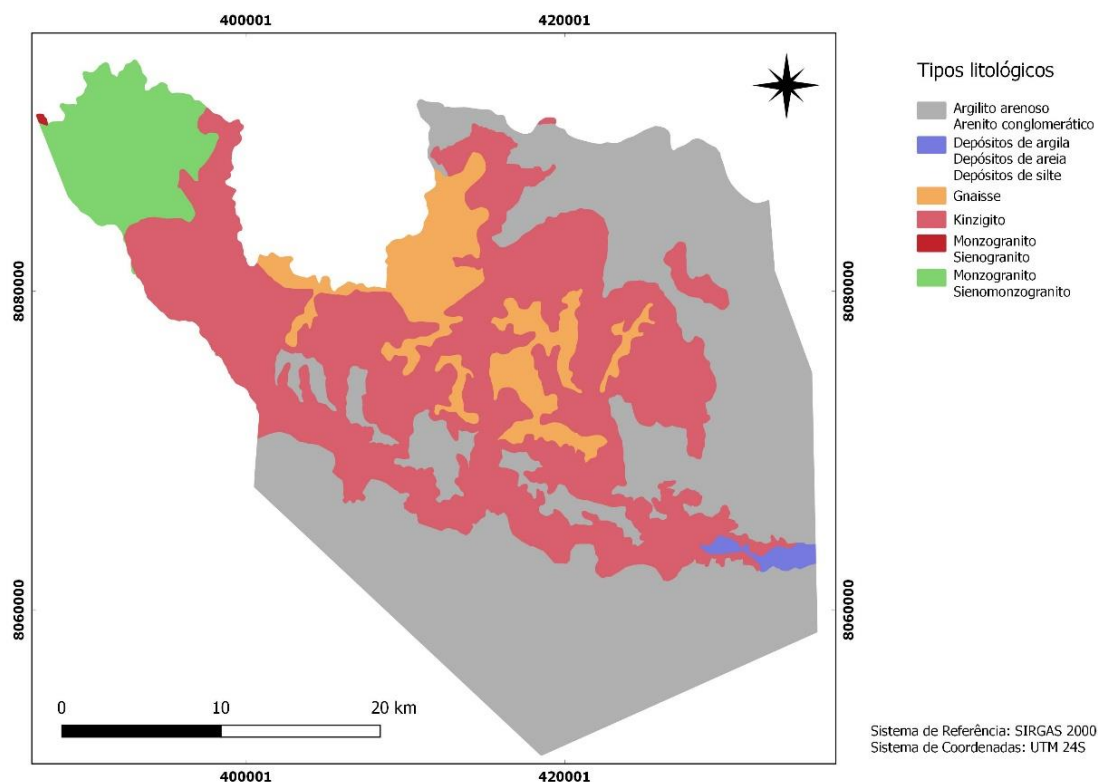 400001
420001
Tipos litológicos
Argilito arenoso
Arenito conglomerático
Depósitos de argila
Depósitos de areia
Depósitos de silte
Gnaisse
Kinzigito
Monzogranito
Sienogranito
Monzogranito
Sienomonzogranito
8080000
8080000
8060000
8060000
0
10
20 km
400001
420001
Sistema de Referência: SIRGAS 2000
Sistema de Coordenadas: UTM 24S